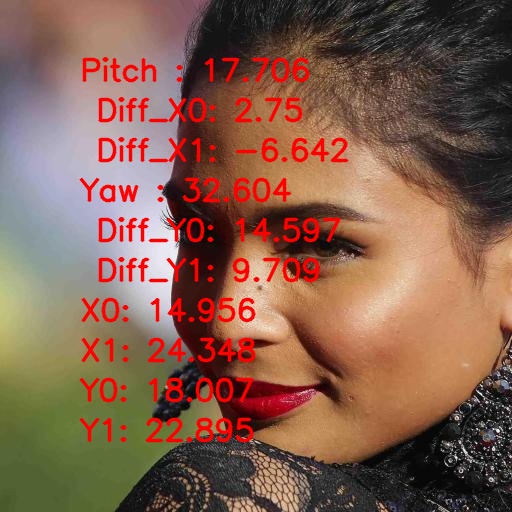 Pitch : 17.706
Diff_X0: 2.75
Diff_X1: -6.642
Yaw : 32.604
Diff_Y0: 14.597
Diff_Y1: 9.709
X0: 14.956
X1: 24.348
Y0: 18.007
Y1: 22.895